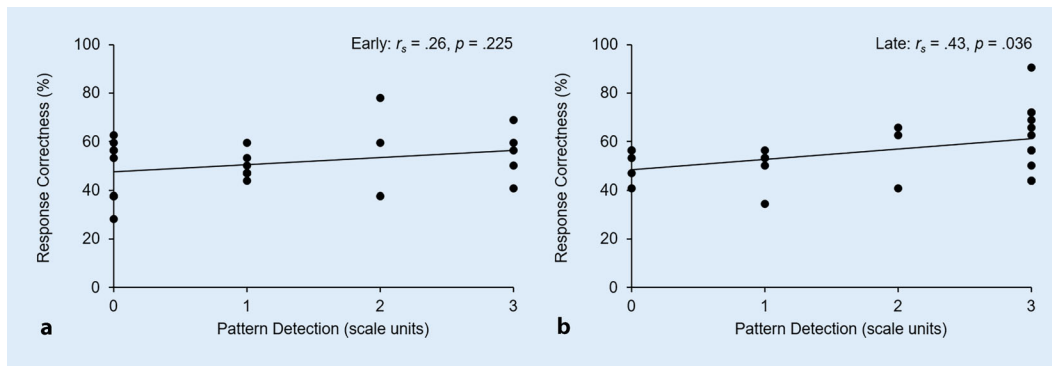 Early: rs = .26, p = .225
100
80
60
40
20
0
Response Correctness (%)
0 1 2 3
Pattern Detection (scale units)
a
Late: rs = .43, p = .036
100
80
60
40
20
0
Response Correctness (%)
0 1 2 3
Pattern Detection (scale units)
b